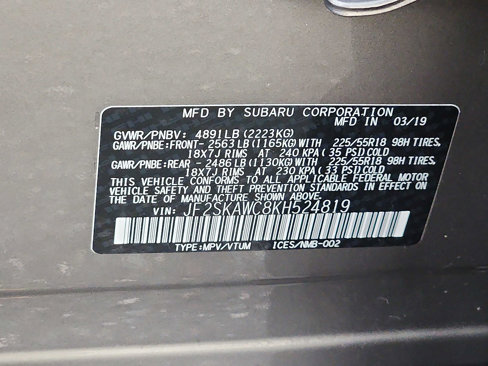 MFD BY SUBARU CORPORATION
MFD IN 03/19
GVWR/PNBV: 4891LB(2223KG)
GAWR/PNBE:FRONT- 2563LB(1165KG)WITH 225/55R18 98H TIRES,
18X7J RIMS AT 240 KPA(35 PSI)COLD
GAWR/PNBE:REAR - 2486LB(1130KG)WITH 225/55R18 98H TIRES,
18X7J RIMS AT 230 KPA(33 PSI)COLD
THIS VEHICLE CONFORMS TO ALL APPLICABLE FEDERAL MOTOR
VEHICLE SAFETY AND THEFT PREVENTION STANDARDS IN EFFECT
ON THE DATE OF MANUFACTURE SHOWN ABOVE.
VIN: JF2SKAWC8KH524819
TYPE:MPV/VTUM ICES/NMB-002